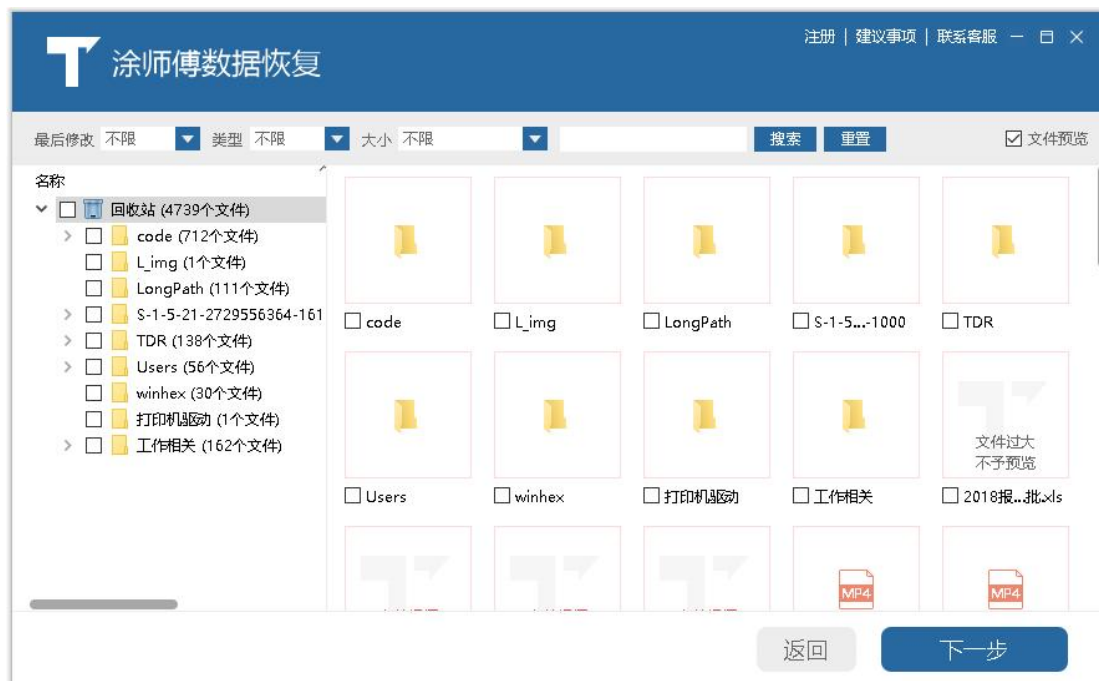 注册 | 建议事项 | 联系客服
涂师傅数据恢复
最后修改 不限 类型 不限 大小 不限 搜索 重置 文件预览
名称
回收站 (4739个文件)
code (712个文件)
L_img (1个文件)
LongPath (111个文件)
S-1-5-21-2729556364-161
TDR (138个文件)
Users (56个文件)
winhex (30个文件)
打印机驱动 (1个文件)
工作相关 (162个文件)
code L_img LongPath S-1-5...-1000 TDR
文件过大
不予预览
Users winhex 打印机驱动 工作相关 2018报...批.xls
MP4 MP4
返回 下一步